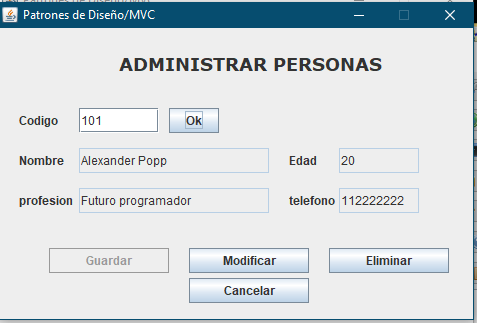 Patrones de Diseño/MVC
ADMINISTRAR PERSONAS
Codigo 101 Ok
Nombre Alexander Popp Edad 20
profesion Futuro programador telefono 112222222
Guardar Modificar Eliminar
Cancelar